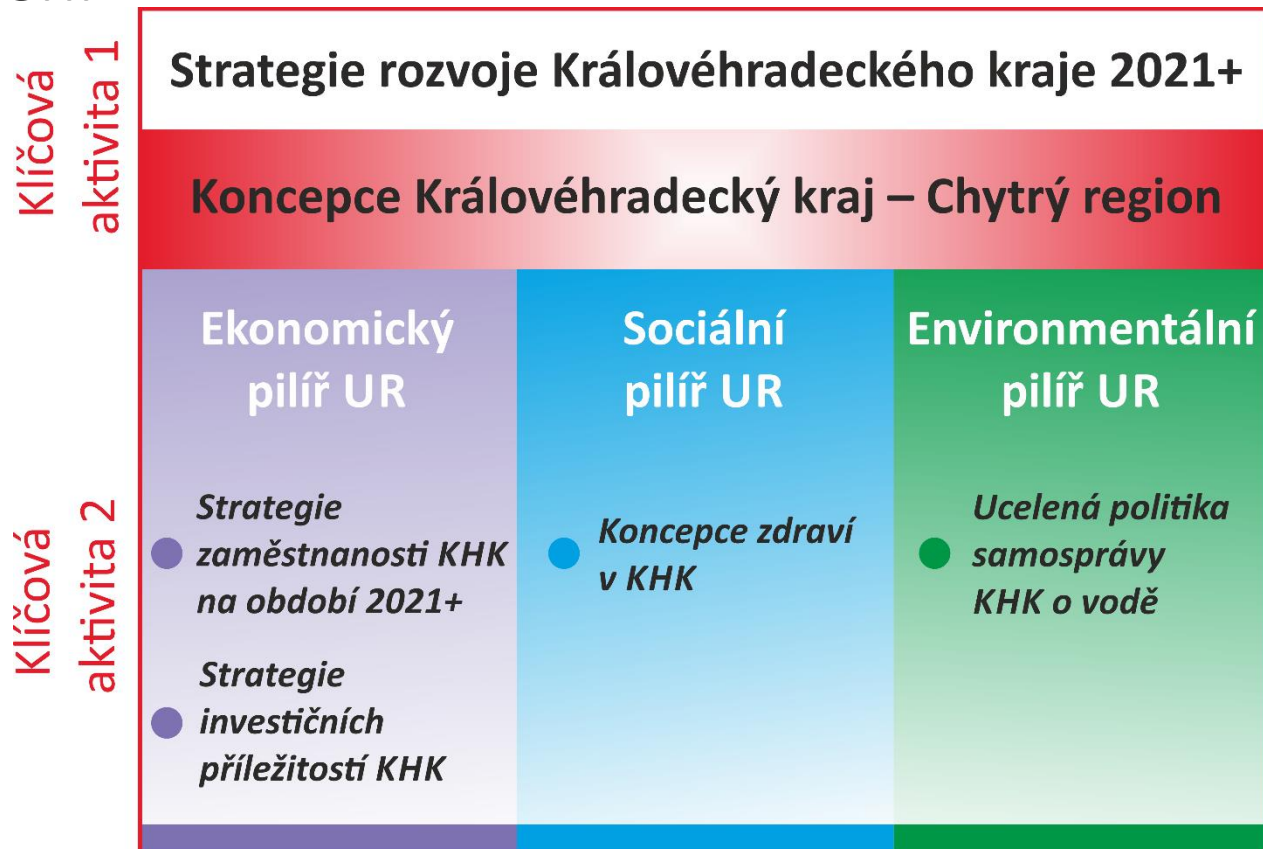 Klíčová
aktivita 1
Strategie rozvoje Královéhradeckého kraje 2021+
Koncepce Královéhradecký kraj – Chytrý region
Klíčová
aktivita 2
Ekonomický
pilíř UR
Strategie
zaměstnanosti KHK
na období 2021+
Strategie
investičních
příležitostí KHK
Sociální
pilíř UR
Koncepce zdraví
v KHK
Environmentální
pilíř UR
Ucelená politika
samosprávy
KHK o vodě